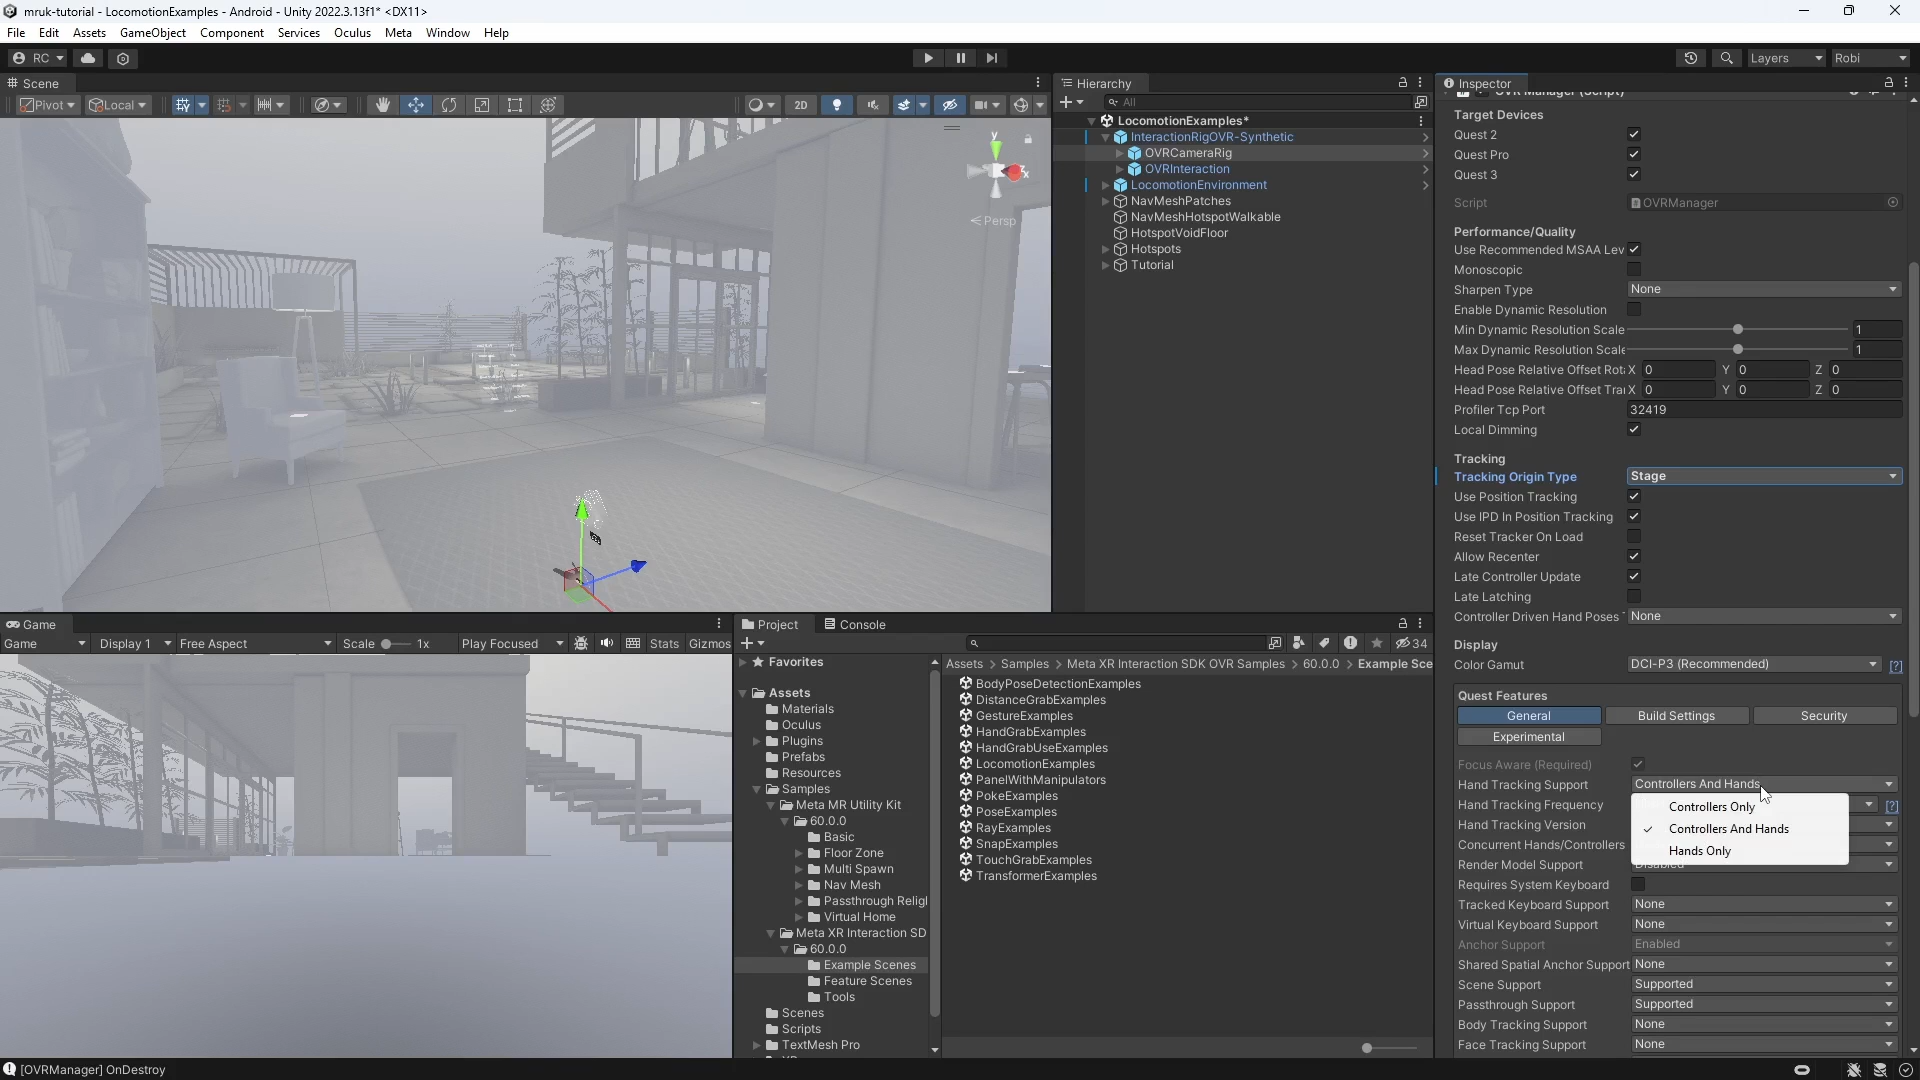 mruk-tutorial - LocomotionExamples - Android - Unity 2022.3.13f1* <DX11>
File Edit Assets GameObject Component Services Oculus Meta Window Help
RC
Layers
Robi
Scene
Pivot
Local
2D
y
x
Persp
Hierarchy
All
LocomotionExamples*
InteractionRigOVR-Synthetic
OVRCameraRig
OVRInteraction
LocomotionEnvironment
NavMeshPatches
NavMeshHotspotWalkable
HotspotVoidFloor
Hotspots
Tutorial
Game
Game Display 1 Free Aspect Scale 1x Play Focused Stats Gizmos
Project Console
34
Favorites
Assets
Materials
Oculus
Plugins
Prefabs
Resources
Samples
Meta MR Utility Kit
60.0.0
Basic
Floor Zone
Multi Spawn
Nav Mesh
Passthrough Religl
Virtual Home
Meta XR Interaction SD
60.0.0
Example Scenes
Feature Scenes
Tools
Scenes
Scripts
TextMesh Pro
Assets > Samples > Meta XR Interaction SDK OVR Samples > 60.0.0 > Example Sce
BodyPoseDetectionExamples
DistanceGrabExamples
GestureExamples
HandGrabExamples
HandGrabUseExamples
LocomotionExamples
PanelWithManipulators
PokeExamples
PoseExamples
RayExamples
SnapExamples
TouchGrabExamples
TransformerExamples
Inspector
OVR Manager (Script)
Target Devices
Quest 2
Quest Pro
Quest 3
Script OVRManager
Performance/Quality
Use Recommended MSAA Lev
Monoscopic
Sharpen Type None
Enable Dynamic Resolution
Min Dynamic Resolution Scale 1
Max Dynamic Resolution Scale 1
Head Pose Relative Offset Rota X 0 Y 0 Z 0
Head Pose Relative Offset Trai X 0 Y 0 Z 0
Profiler Tcp Port 32419
Local Dimming
Tracking
Tracking Origin Type Stage
Use Position Tracking
Use IPD In Position Tracking
Reset Tracker On Load
Allow Recenter
Late Controller Update
Late Latching
Controller Driven Hand Poses None
Display
Color Gamut DCI-P3 (Recommended) [?]
Quest Features
General Build Settings Security
Experimental
Focus Aware (Required)
Hand Tracking Support Controllers And Hands
Hand Tracking Frequency [?]
Hand Tracking Version
Concurrent Hands/Controllers
Render Model Support Disabled
Controllers Only
Controllers And Hands
Hands Only
Requires System Keyboard
Tracked Keyboard Support None
Virtual Keyboard Support None
Anchor Support Enabled
Shared Spatial Anchor Support None
Scene Support Supported
Passthrough Support Supported
Body Tracking Support None
Face Tracking Support None
[OVRManager] OnDestroy